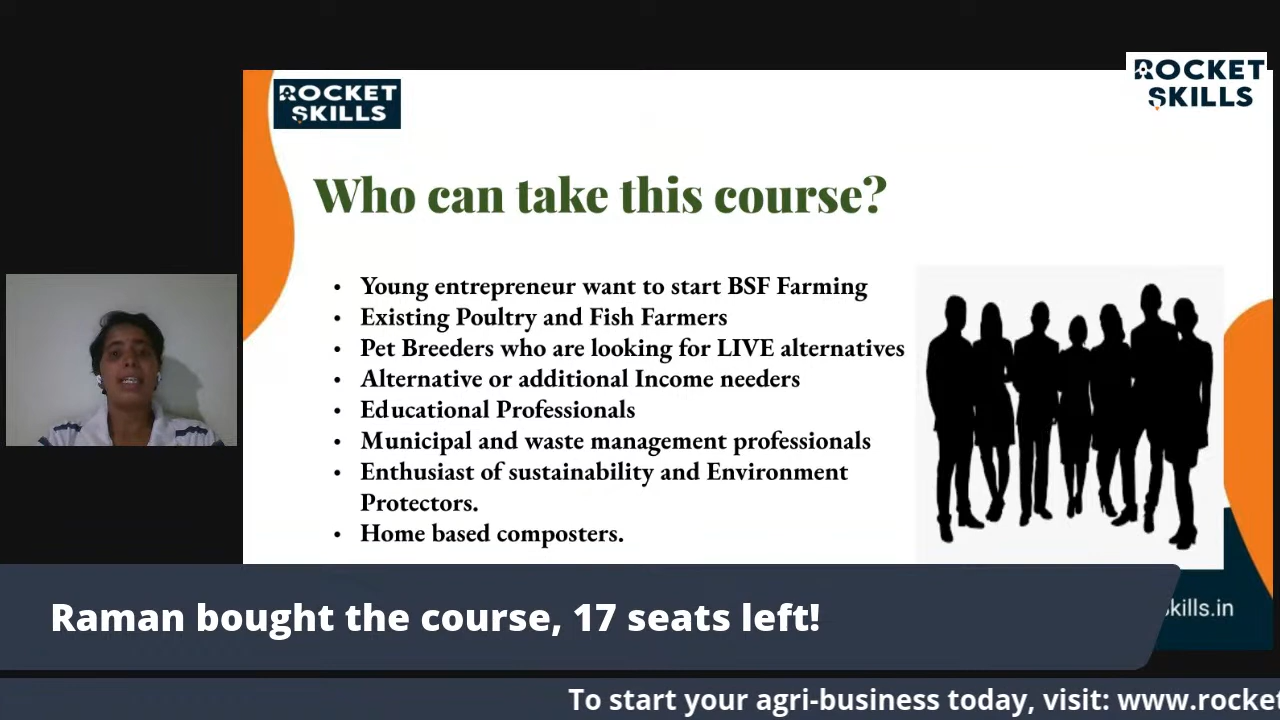 ROCKET
SKILLS
ROCKET
SKILLS
Who can take this course?
• Young entrepreneur want to start BSF Farming
• Existing Poultry and Fish Farmers
• Pet Breeders who are looking for LIVE alternatives
• Alternative or additional Income needers
• Educational Professionals
• Municipal and waste management professionals
• Enthusiast of sustainability and Environment
Protectors.
• Home based composters.
Raman bought the course, 17 seats left!
kills.in
To start your agri-business today, visit: www.rocke